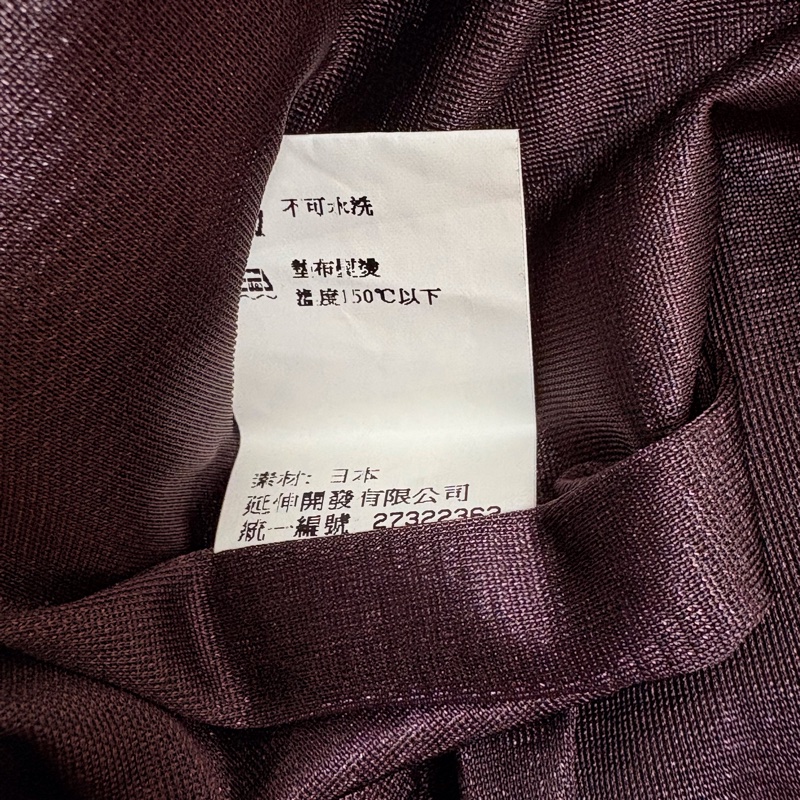 不可水洗
墊布熨燙
溫度150℃以下
素材: 日本
延伸開發有限公司
統一編號 27322362